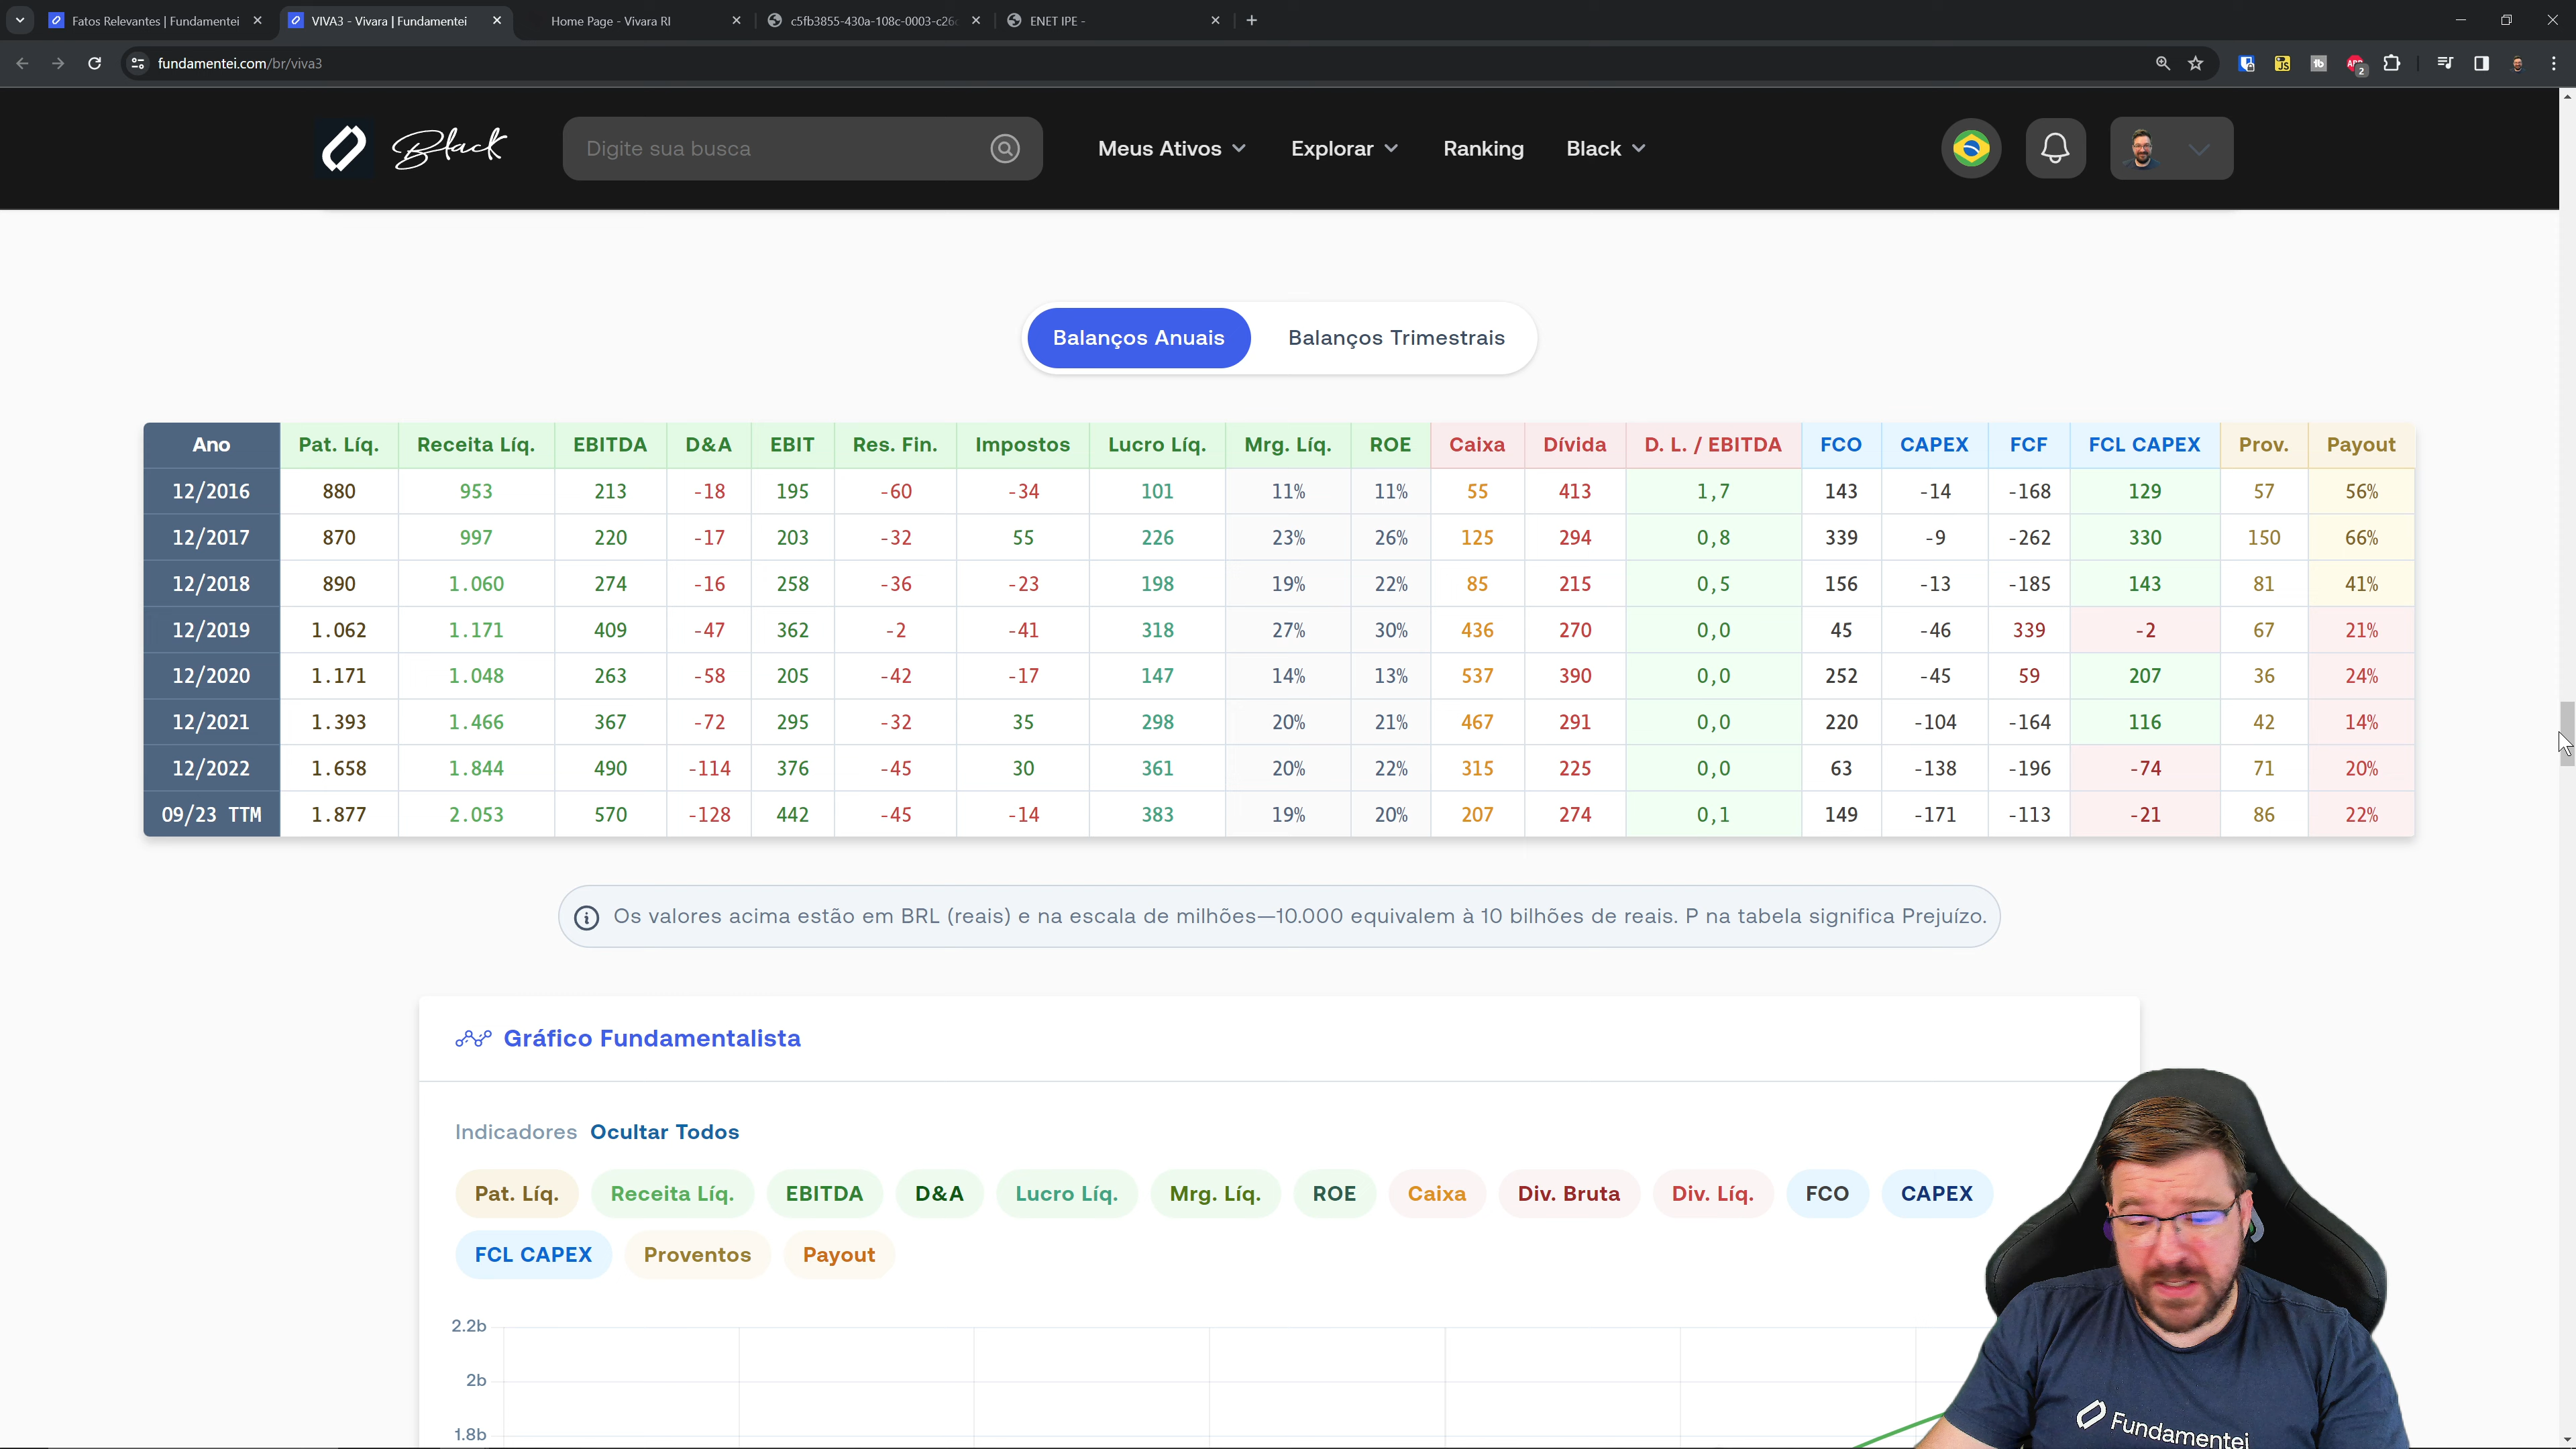 Fatos Relevantes | Fundamentei
VIVA3 - Vivara | Fundamentei
Home Page - Vivara RI
c5fb3855-430a-108c-0003-c26
ENET IPE -
fundamentei.com/br/viva3
Black
Digite sua busca
Meus Ativos
Explorar
Ranking
Black
Balanços Anuais
Balanços Trimestrais
Ano Pat. Líq. Receita Líq. EBITDA D&A EBIT Res. Fin. Impostos Lucro Líq. Mrg. Líq. ROE Caixa Dívida D. L. / EBITDA FCO CAPEX FCF FCL CAPEX Prov. Payout
12/2016 880 953 213 -18 195 -60 -34 101 11% 11% 55 413 1,7 143 -14 -168 129 57 56%
12/2017 870 997 220 -17 203 -32 55 226 23% 26% 125 294 0,8 339 -9 -262 330 150 66%
12/2018 890 1.060 274 -16 258 -36 -23 198 19% 22% 85 215 0,5 156 -13 -185 143 81 41%
12/2019 1.062 1.171 409 -47 362 -2 -41 318 27% 30% 436 270 0,0 45 -46 339 -2 67 21%
12/2020 1.171 1.048 263 -58 205 -42 -17 147 14% 13% 537 390 0,0 252 -45 59 207 36 24%
12/2021 1.393 1.466 367 -72 295 -32 35 298 20% 21% 467 291 0,0 220 -104 -164 116 42 14%
12/2022 1.658 1.844 490 -114 376 -45 30 361 20% 22% 315 225 0,0 63 -138 -196 -74 71 20%
09/23 TTM 1.877 2.053 570 -128 442 -45 -14 383 19% 20% 207 274 0,1 149 -171 -113 -21 86 22%
Os valores acima estão em BRL (reais) e na escala de milhões—10.000 equivalem à 10 bilhões de reais. P na tabela significa Prejuízo.
Gráfico Fundamentalista
Indicadores Ocultar Todos
Pat. Líq. Receita Líq. EBITDA D&A Lucro Líq. Mrg. Líq. ROE Caixa Div. Bruta Div. Líq. FCO CAPEX
FCL CAPEX Proventos Payout
2.2b
2b
1.8b
Fundamentei